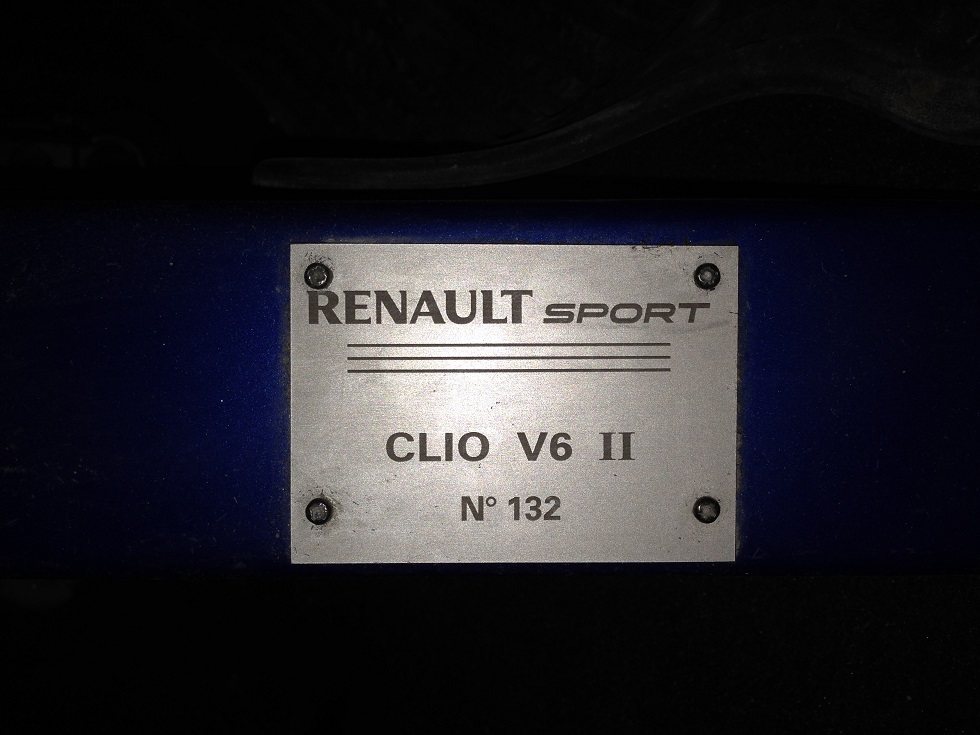 RENAULT SPORT
CLIO V6 II
N° 132